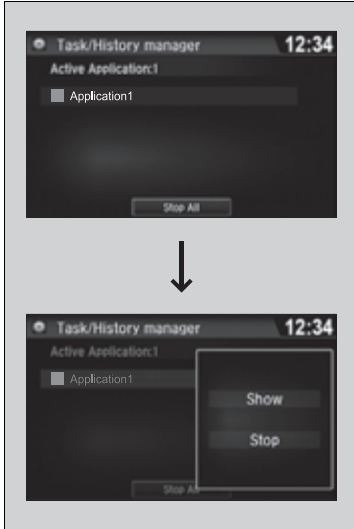 Task/History manager 12:34
Active Application:1
Application1
Stop All
Task/History manager 12:34
Active Application:1
Application1
Show
Stop
Stop All